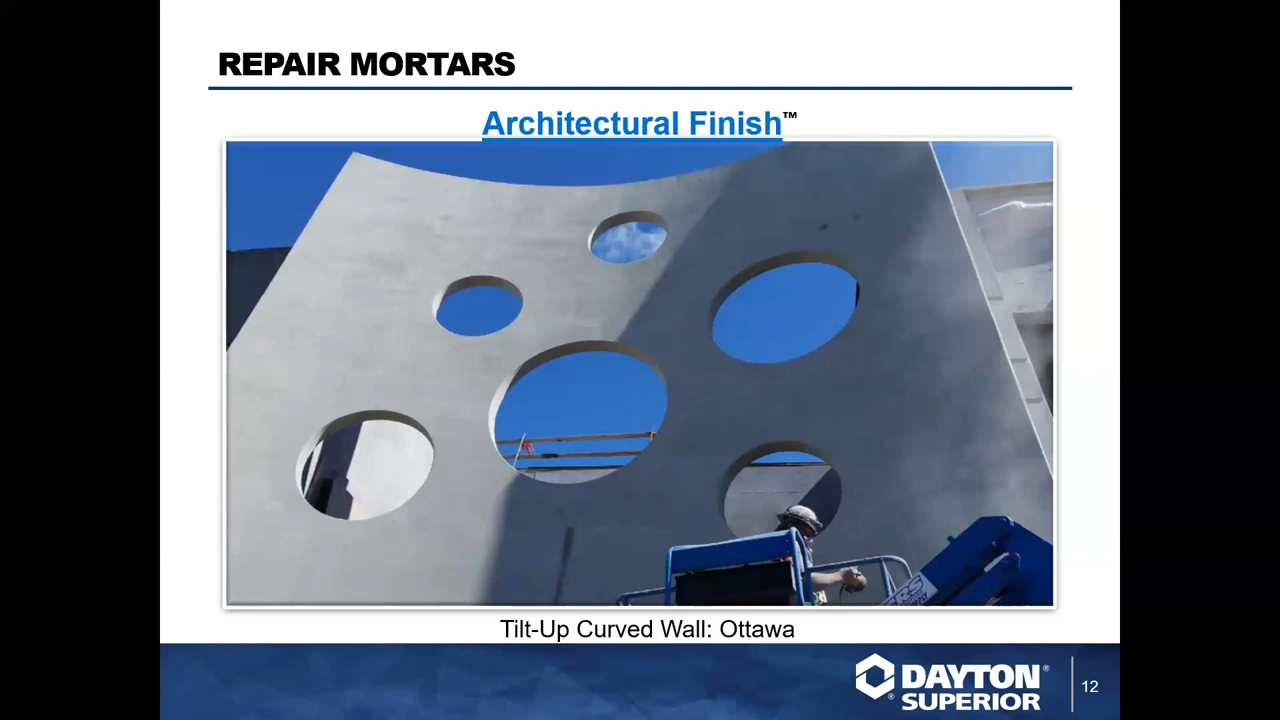 REPAIR MORTARS
Architectural Finish™
Tilt-Up Curved Wall: Ottawa
DAYTON®
®SUPERIOR
12